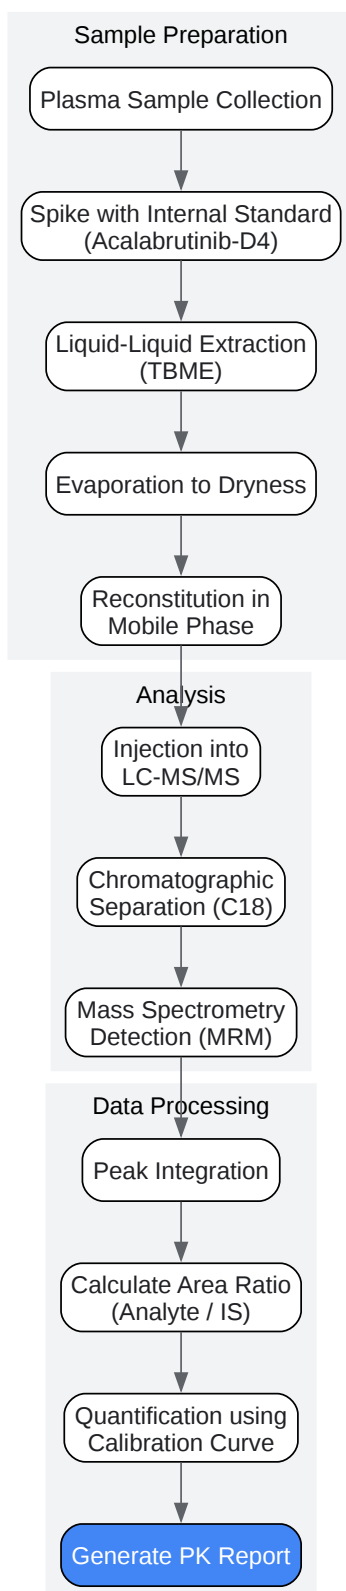 Sample Preparation
Plasma Sample Collection
Spike with Internal Standard
(Acalabrutinib-D4)
Liquid-Liquid Extraction
(TBME)
Evaporation to Dryness
Reconstitution in
Mobile Phase
Analysis
Injection into
LC-MS/MS
Chromatographic
Separation (C18)
Mass Spectrometry
Detection (MRM)
Data Processing
Peak Integration
Calculate Area Ratio
(Analyte / IS)
Quantification using
Calibration Curve
Generate PK Report